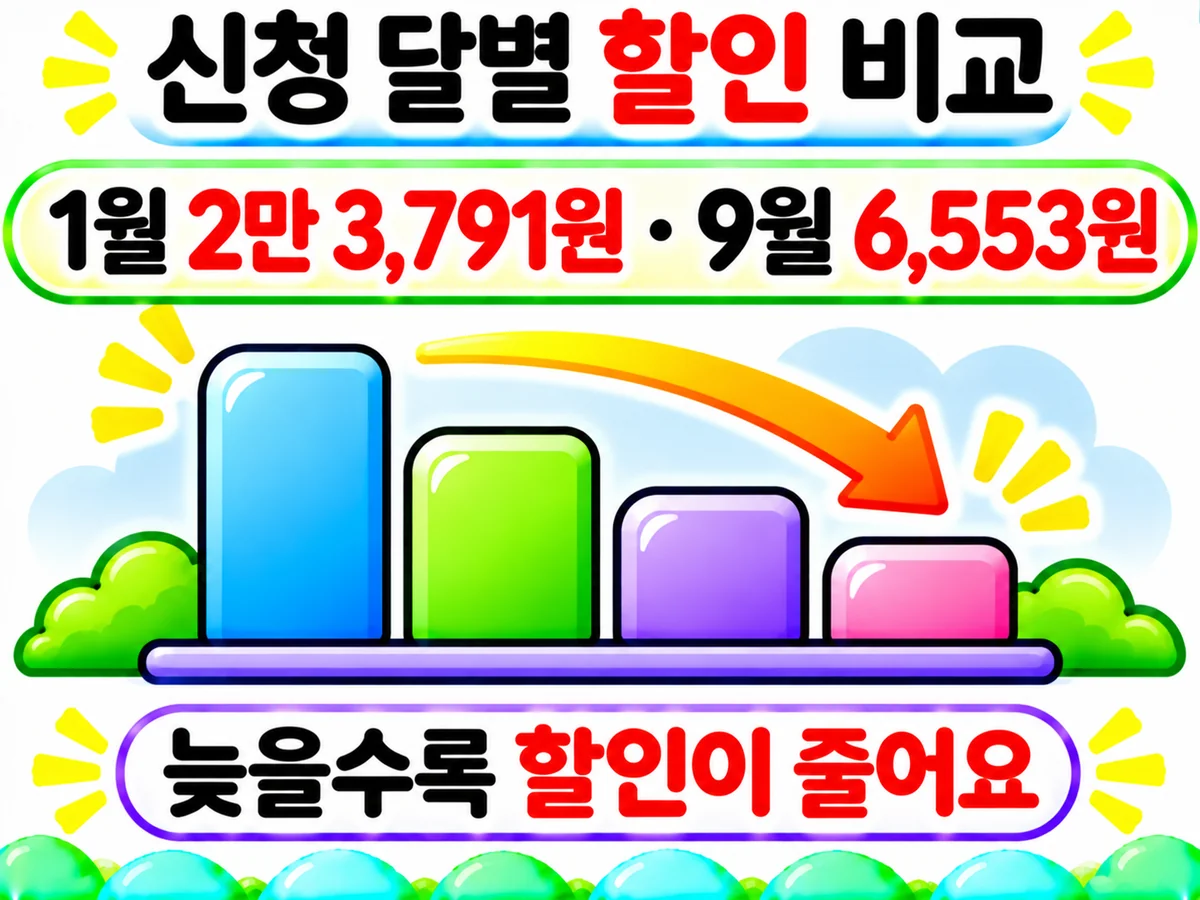 신청 달별 할인 비교
1월 2만 3,791원 · 9월 6,553원
늦을수록 할인이 줄어요